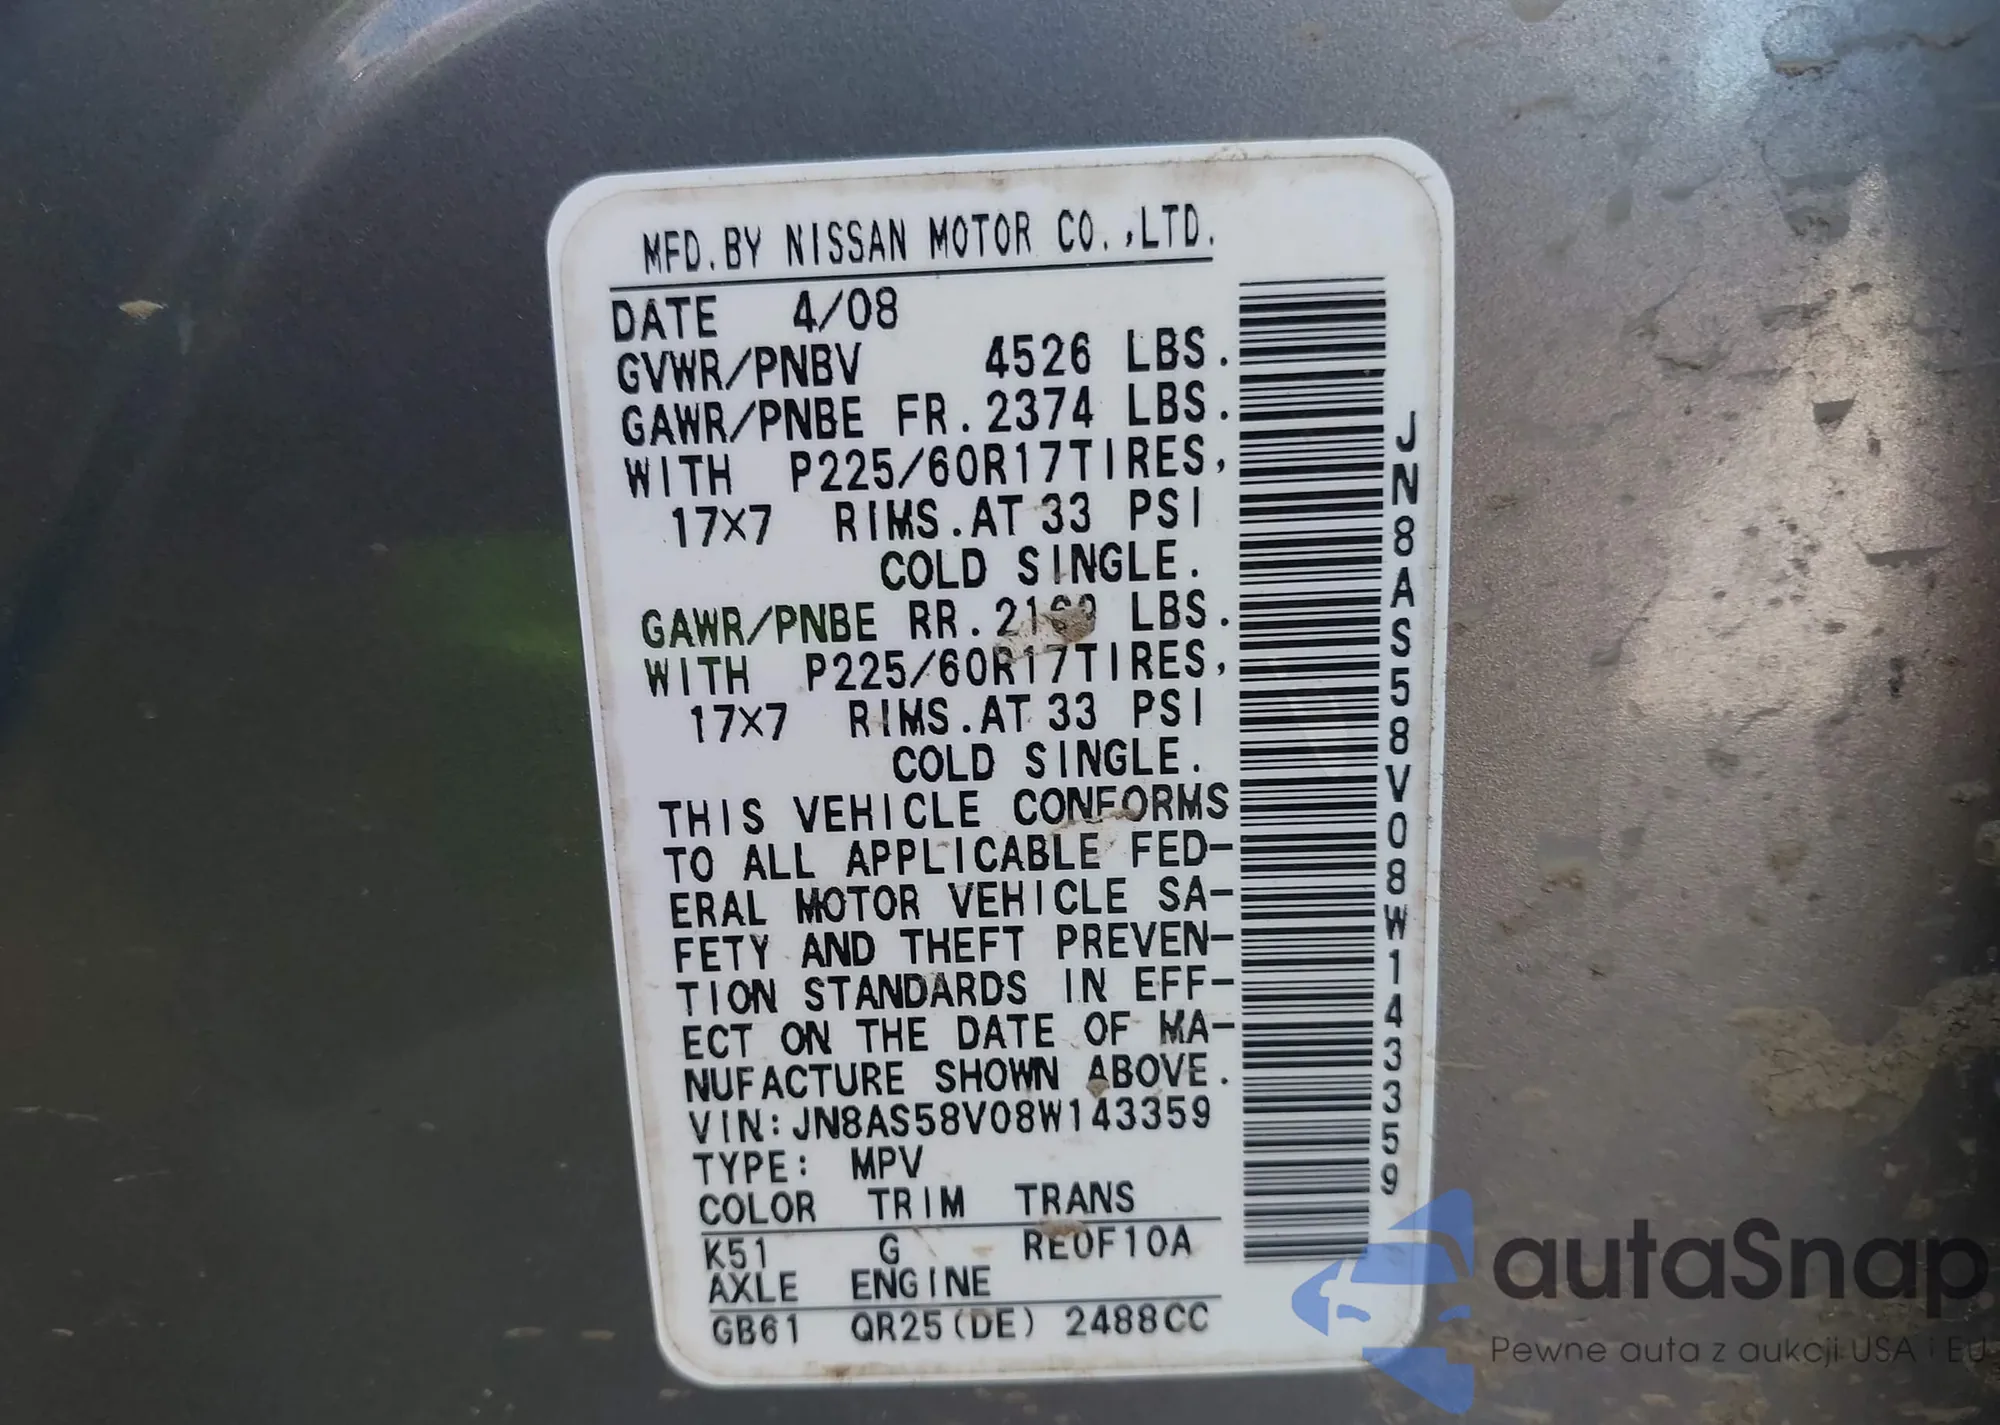 MFD.BY NISSAN MOTOR CO.,LTD.
DATE 4/08
GVWR/PNBV 4526 LBS.
GAWR/PNBE FR.2374 LBS.
WITH P225/60R17TIRES,
17X7 RIMS.AT 33 PSI
COLD SINGLE.
GAWR/PNBE RR. LBS.
WITH P225/60R17TIRES,
17X7 RIMS.AT 33 PSI
COLD SINGLE.
THIS VEHICLE CONFORMS
TO ALL APPLICABLE FED-
ERAL MOTOR VEHICLE SA-
FETY AND THEFT PREVEN-
TION STANDARDS IN EFF-
ECT ON THE DATE OF MA-
NUFACTURE SHOWN ABOVE.
VIN:JN8AS58V08W143359
TYPE: MPV
COLOR TRIM TRANS
K51 G RE0F10A
AXLE ENGINE
GB61 QR25(DE) 2488CC
JN8AS58V08W143359
autaSnap
Pewne auta z aukcji USA i EU